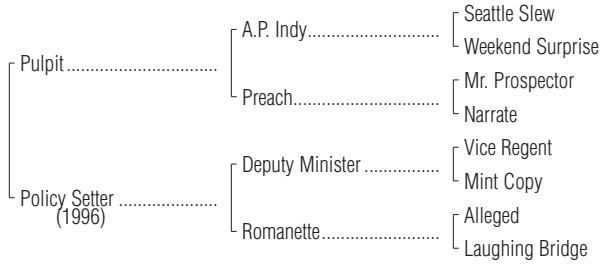 Seattle Slew
A.P. Indy
Weekend Surprise
Pulpit
Mr. Prospector
Preach
Narrate
Vice Regent
Deputy Minister
Mint Copy
Policy Setter
(1996)
Alleged
Romanette
Laughing Bridge